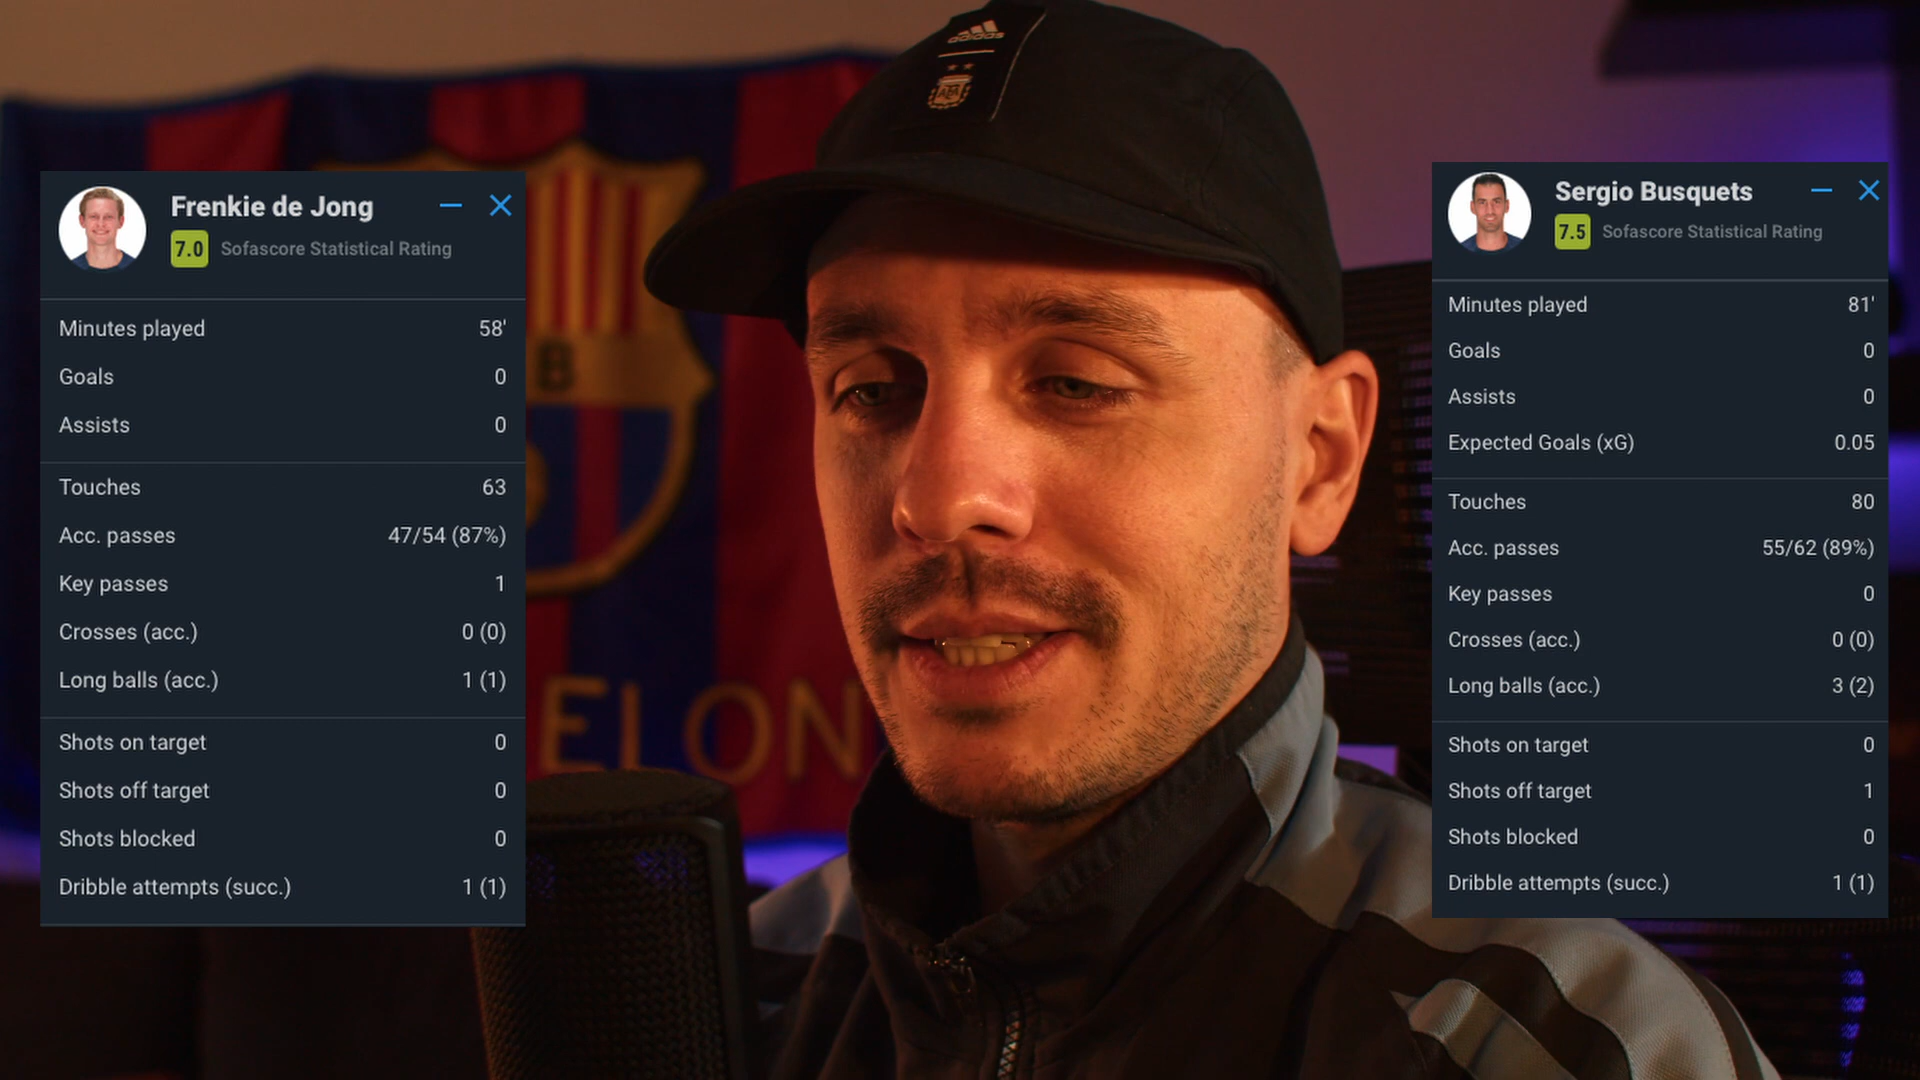 adidas
AFA
B
ELON
Frenkie de Jong
7.0 Sofascore Statistical Rating
Minutes played 58'
Goals 0
Assists 0
Touches 63
Acc. passes 47/54 (87%)
Key passes 1
Crosses (acc.) 0 (0)
Long balls (acc.) 1 (1)
Shots on target 0
Shots off target 0
Shots blocked 0
Dribble attempts (succ.) 1 (1)
Sergio Busquets
7.5 Sofascore Statistical Rating
Minutes played 81'
Goals 0
Assists 0
Expected Goals (xG) 0.05
Touches 80
Acc. passes 55/62 (89%)
Key passes 0
Crosses (acc.) 0 (0)
Long balls (acc.) 3 (2)
Shots on target 0
Shots off target 1
Shots blocked 0
Dribble attempts (succ.) 1 (1)